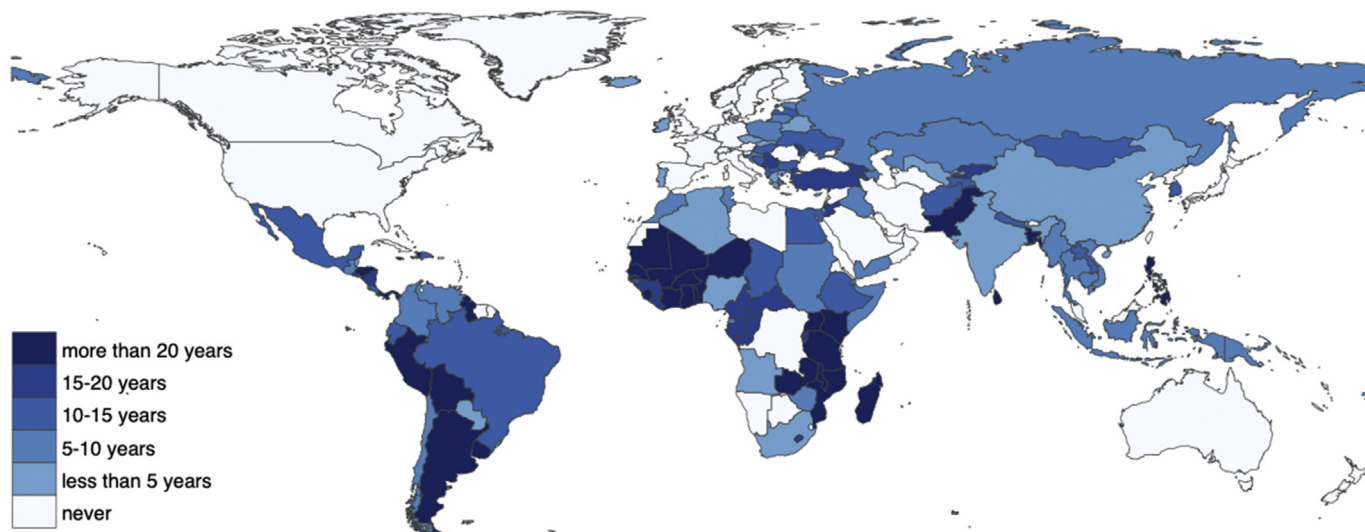 more than 20 years
15-20 years
10-15 years
5-10 years
less than 5 years
never